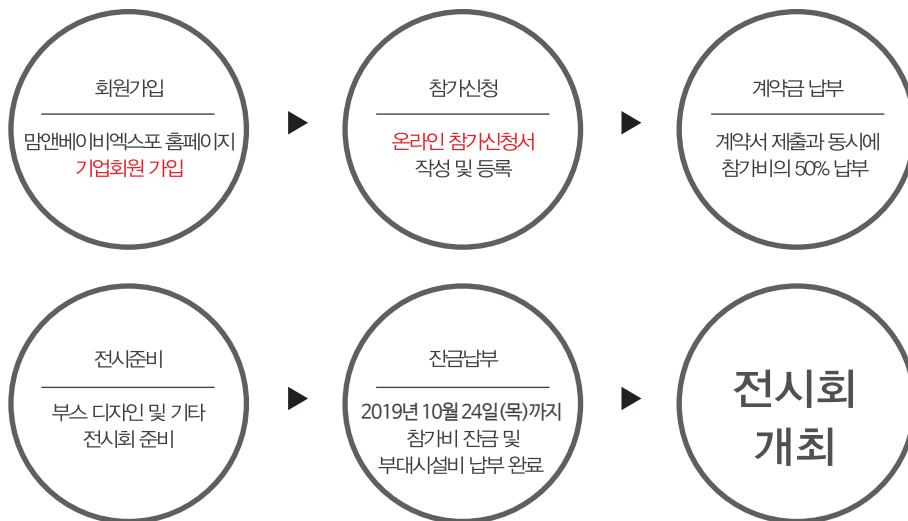 회원가입
맘앤베이비엑스포 홈페이지
기업회원 가입
참가신청
온라인 참가신청서
작성 및 등록
계약금 납부
계약서 제출과 동시에
참가비의 50% 납부
전시준비
부스 디자인 및 기타
전시회 준비
잔금납부
2019년 10월 24일(목)까지
참가비 잔금 및
부대시설비 납부 완료
전시회
개최